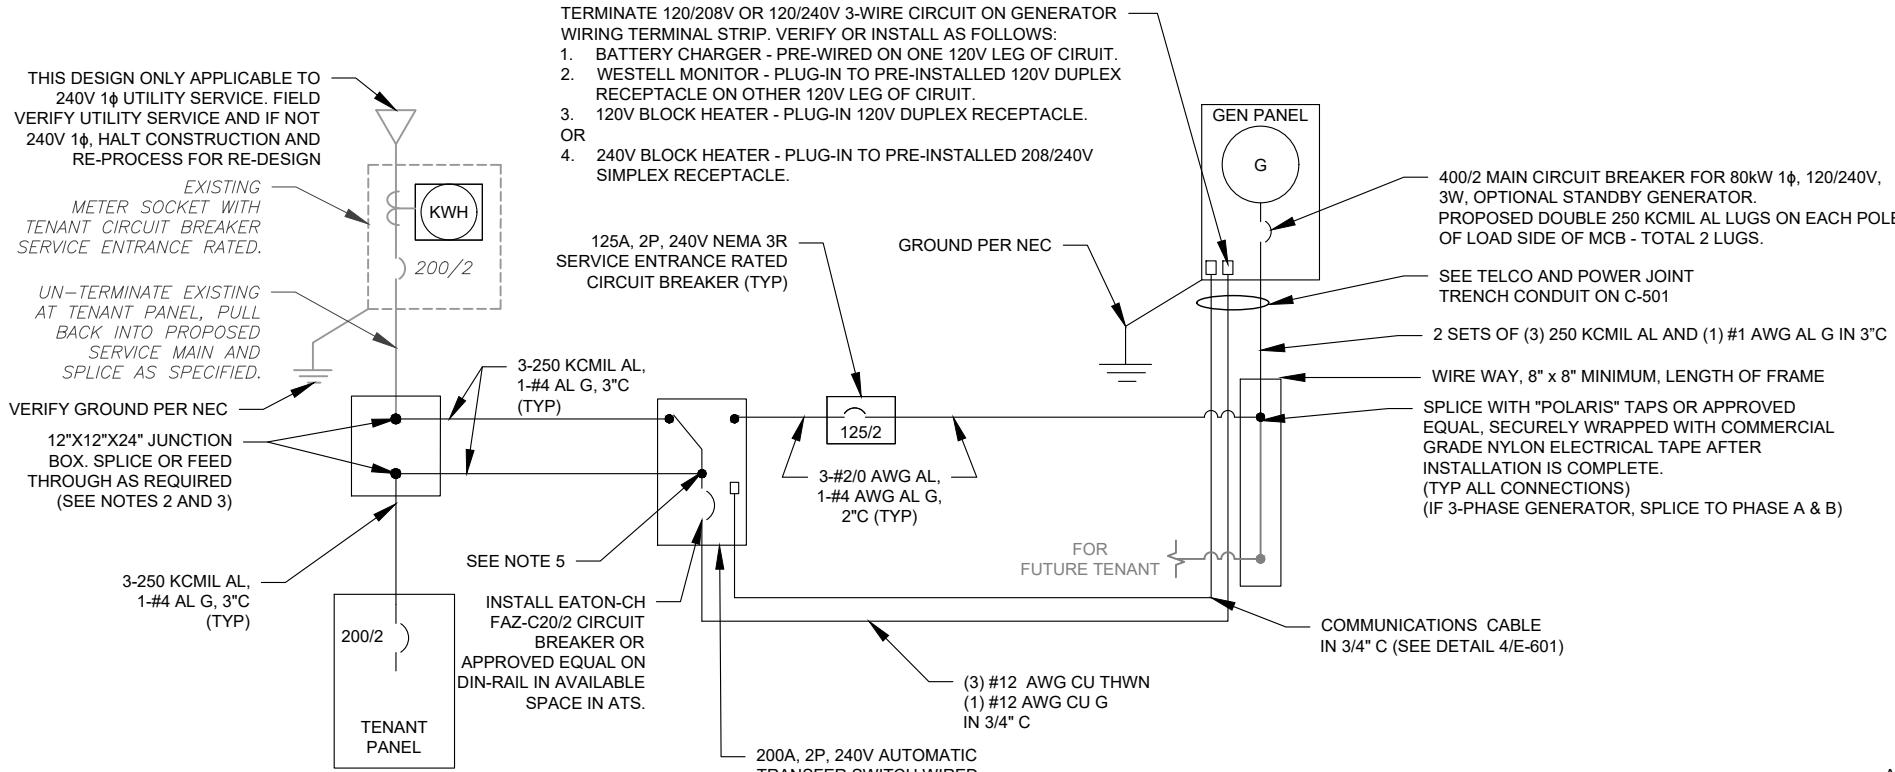 TERMINATE 120/208V OR 120/240V 3-WIRE CIRCUIT ON GENERATOR
WIRING TERMINAL STRIP. VERIFY OR INSTALL AS FOLLOWS:
1. BATTERY CHARGER - PRE-WIRED ON ONE 120V LEG OF CIRUIT.
2. WESTELL MONITOR - PLUG-IN TO PRE-INSTALLED 120V DUPLEX
RECEPTACLE ON OTHER 120V LEG OF CIRUIT.
3. 120V BLOCK HEATER - PLUG-IN 120V DUPLEX RECEPTACLE.
OR
4. 240V BLOCK HEATER - PLUG-IN TO PRE-INSTALLED 208/240V
SIMPLEX RECEPTACLE.
THIS DESIGN ONLY APPLICABLE TO
240V 1ϕ UTILITY SERVICE. FIELD
VERIFY UTILITY SERVICE AND IF NOT
240V 1ϕ, HALT CONSTRUCTION AND
RE-PROCESS FOR RE-DESIGN
EXISTING
METER SOCKET WITH
TENANT CIRCUIT BREAKER
SERVICE ENTRANCE RATED.
KWH
200/2
UN-TERMINATE EXISTING
AT TENANT PANEL, PULL
BACK INTO PROPOSED
SERVICE MAIN AND
SPLICE AS SPECIFIED.
VERIFY GROUND PER NEC
12"X12"X24" JUNCTION
BOX. SPLICE OR FEED
THROUGH AS REQUIRED
(SEE NOTES 2 AND 3)
3-250 KCMIL AL,
1-#4 AL G, 3"C
(TYP)
200/2
TENANT
PANEL
3-250 KCMIL AL,
1-#4 AL G, 3"C
(TYP)
125A, 2P, 240V NEMA 3R
SERVICE ENTRANCE RATED
CIRCUIT BREAKER (TYP)
125/2
3-#2/0 AWG AL,
1-#4 AWG AL G,
2"C (TYP)
SEE NOTE 5
INSTALL EATON-CH
FAZ-C20/2 CIRCUIT
BREAKER OR
APPROVED EQUAL ON
DIN-RAIL IN AVAILABLE
SPACE IN ATS.
200A, 2P, 240V AUTOMATIC
TRANSFER SWITCH WIRED
(3) #12 AWG CU THWN
(1) #12 AWG CU G
IN 3/4" C
GROUND PER NEC
GEN PANEL
G
400/2 MAIN CIRCUIT BREAKER FOR 80kW 1ϕ, 120/240V,
3W, OPTIONAL STANDBY GENERATOR.
PROPOSED DOUBLE 250 KCMIL AL LUGS ON EACH POLE
OF LOAD SIDE OF MCB - TOTAL 2 LUGS.
SEE TELCO AND POWER JOINT
TRENCH CONDUIT ON C-501
2 SETS OF (3) 250 KCMIL AL AND (1) #1 AWG AL G IN 3"C
WIRE WAY, 8" x 8" MINIMUM, LENGTH OF FRAME
SPLICE WITH "POLARIS" TAPS OR APPROVED
EQUAL, SECURELY WRAPPED WITH COMMERCIAL
GRADE NYLON ELECTRICAL TAPE AFTER
INSTALLATION IS COMPLETE.
(TYP ALL CONNECTIONS)
(IF 3-PHASE GENERATOR, SPLICE TO PHASE A & B)
FOR
FUTURE TENANT
COMMUNICATIONS CABLE
IN 3/4" C (SEE DETAIL 4/E-601)